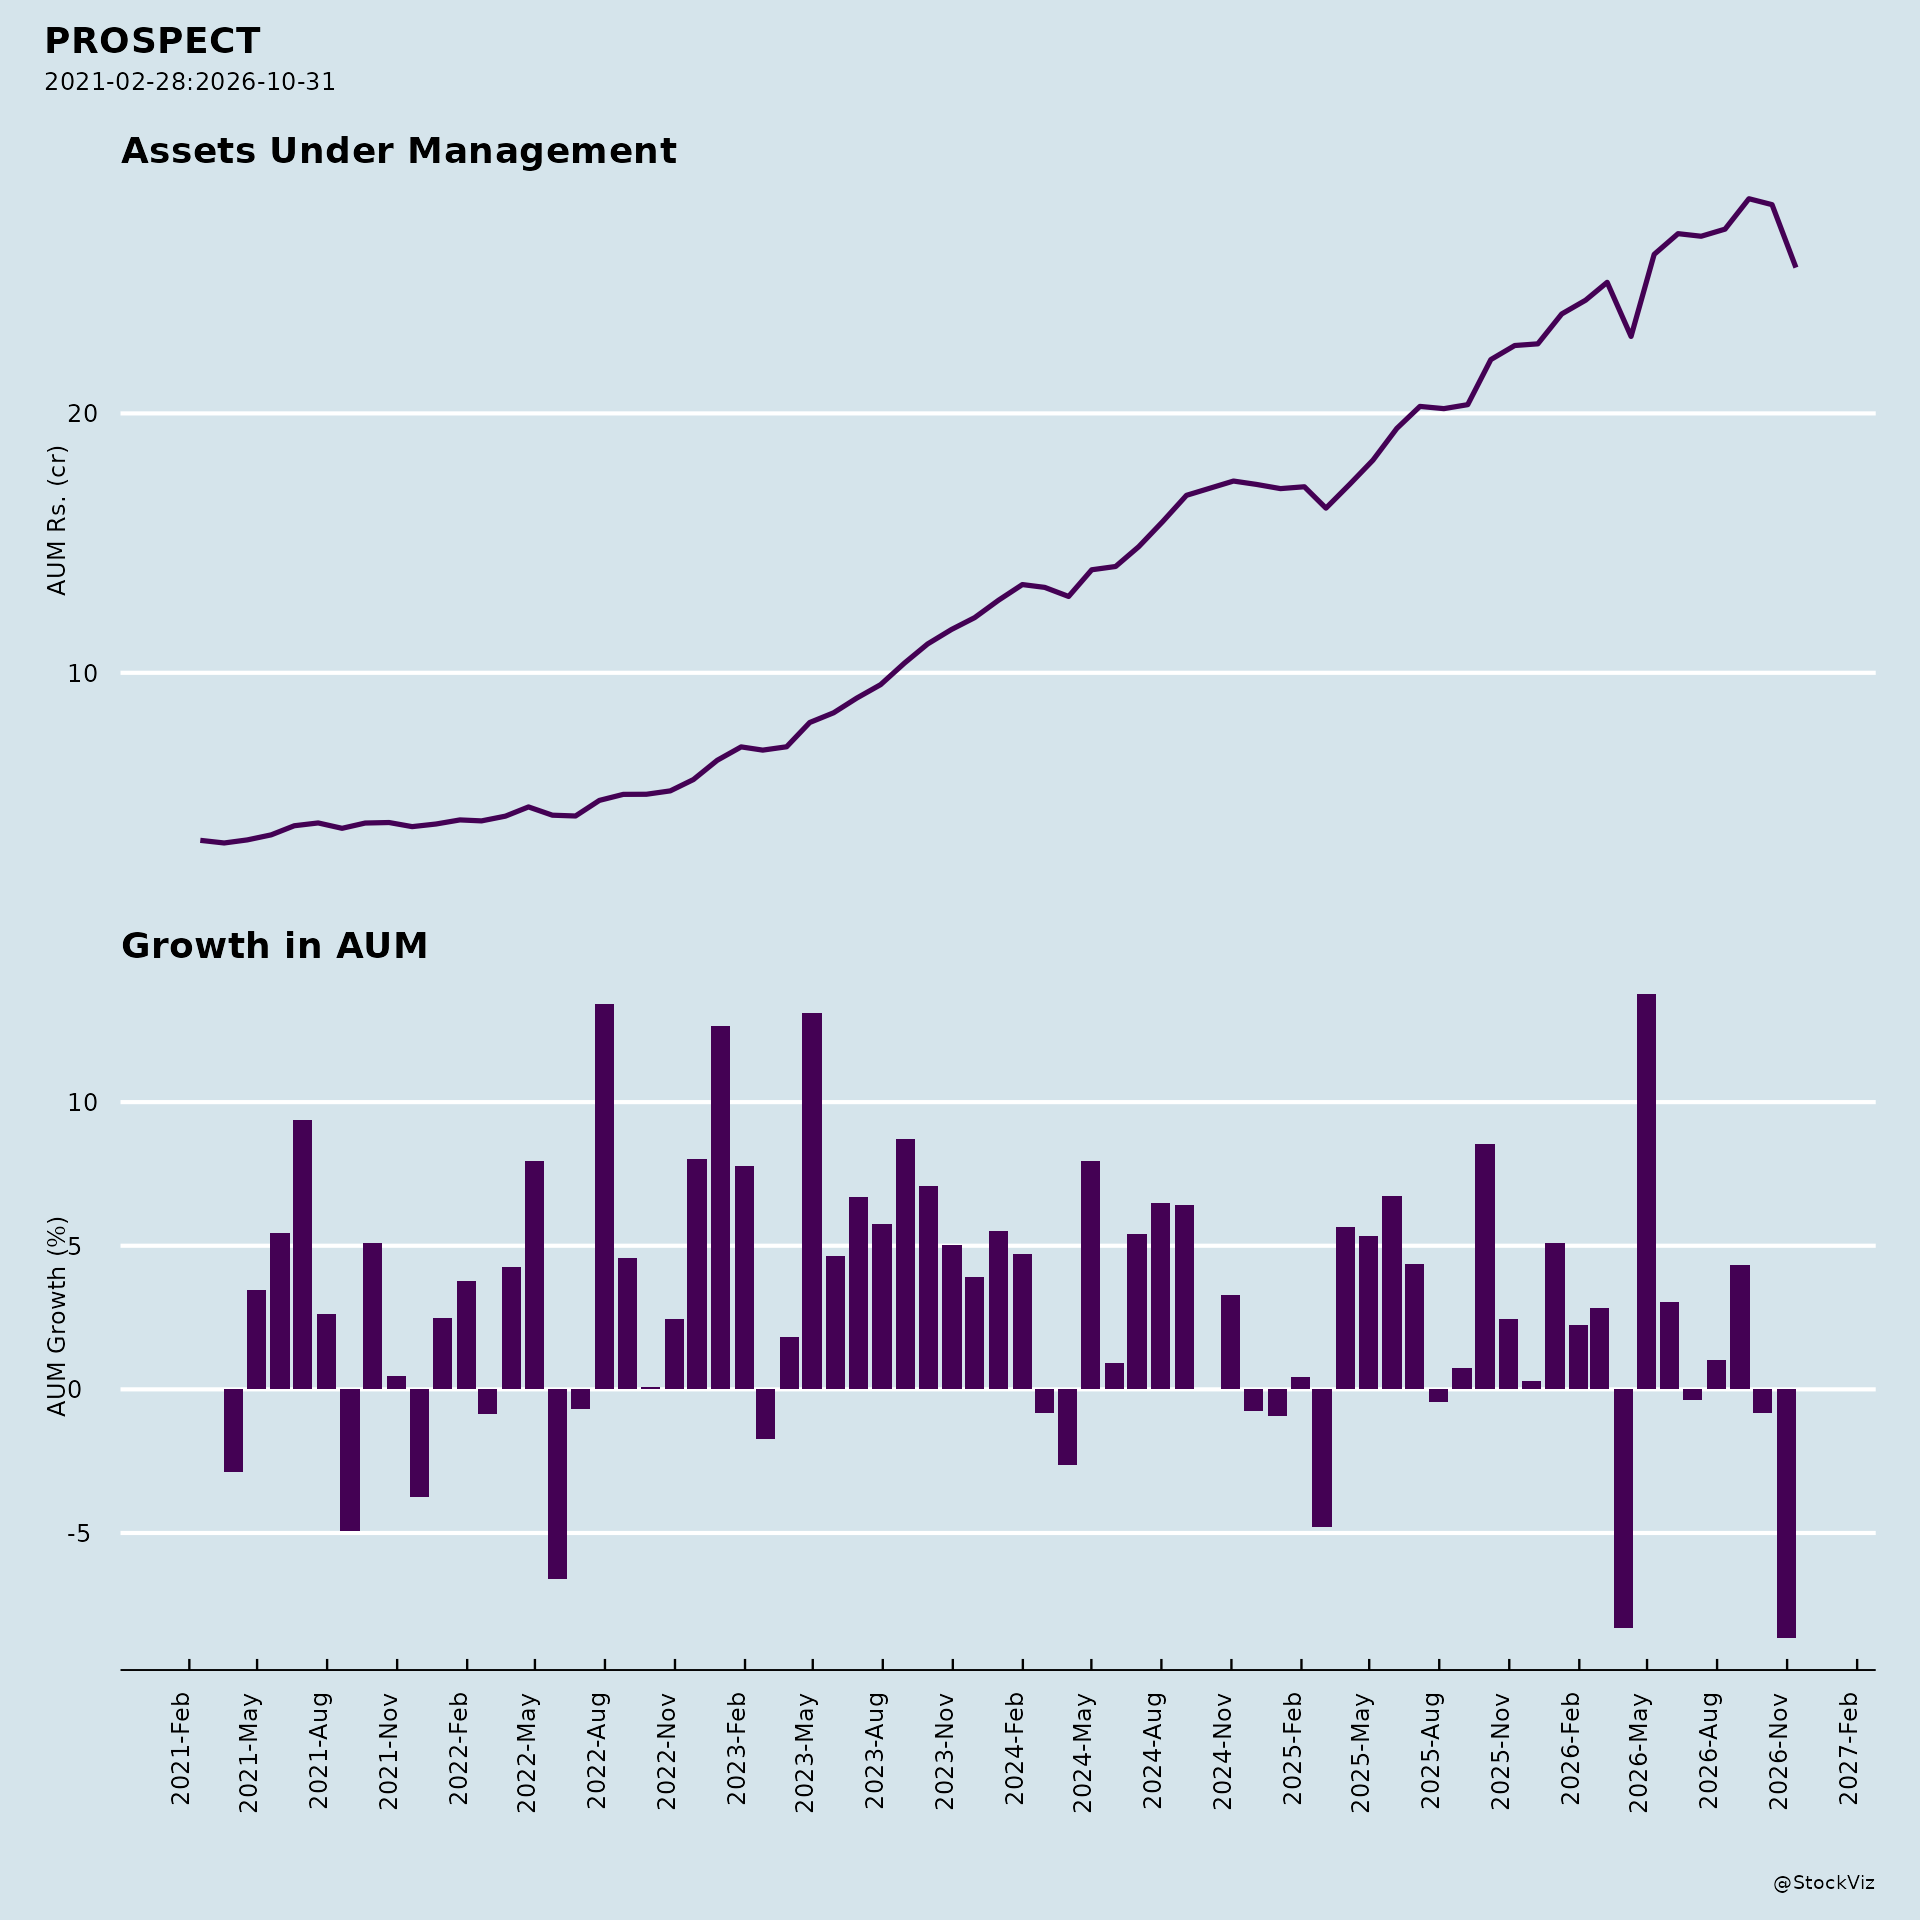 PROSPECT
2021-02-28:2026-10-31
Assets Under Management
AUM Rs. (cr)
20
10
Growth in AUM
AUM Growth (%)
10
5
0
-5
2021-Feb
2021-May
2021-Aug
2021-Nov
2022-Feb
2022-May
2022-Aug
2022-Nov
2023-Feb
2023-May
2023-Aug
2023-Nov
2024-Feb
2024-May
2024-Aug
2024-Nov
2025-Feb
2025-May
2025-Aug
2025-Nov
2026-Feb
2026-May
2026-Aug
2026-Nov
2027-Feb
@StockViz